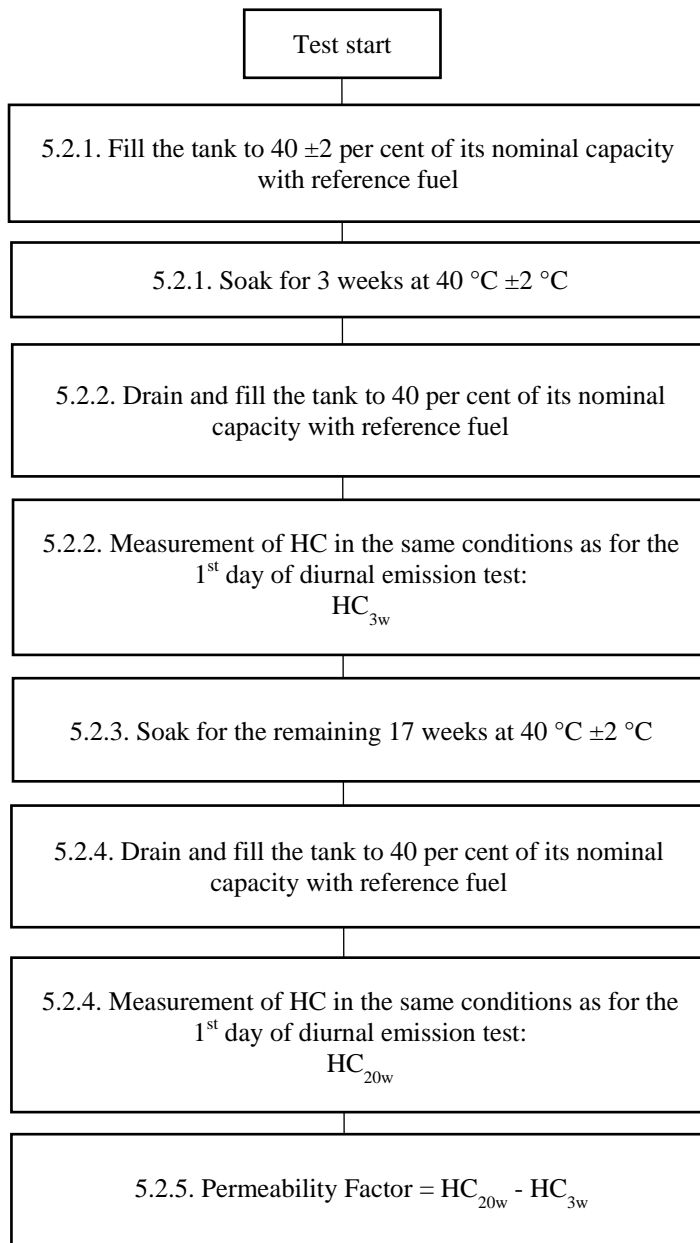 Test start
5.2.1. Fill the tank to 40 ±2 per cent of its nominal capacity
with reference fuel
5.2.1. Soak for 3 weeks at 40 °C ±2 °C
5.2.2. Drain and fill the tank to 40 per cent of its nominal
capacity with reference fuel
5.2.2. Measurement of HC in the same conditions as for the
1st day of diurnal emission test:
HC3w
5.2.3. Soak for the remaining 17 weeks at 40 °C ±2 °C
5.2.4. Drain and fill the tank to 40 per cent of its nominal
capacity with reference fuel
5.2.4. Measurement of HC in the same conditions as for the
1st day of diurnal emission test:
HC20w
5.2.5. Permeability Factor = HC20w - HC3w